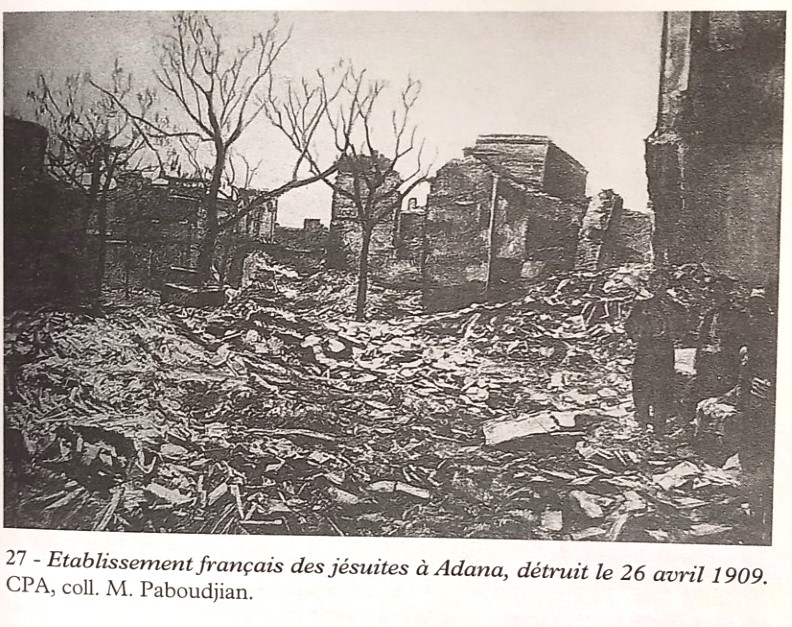 27 - Etablissement français des jésuites à Adana, détruit le 26 avril 1909.
CPA, coll. M. Paboudjian.